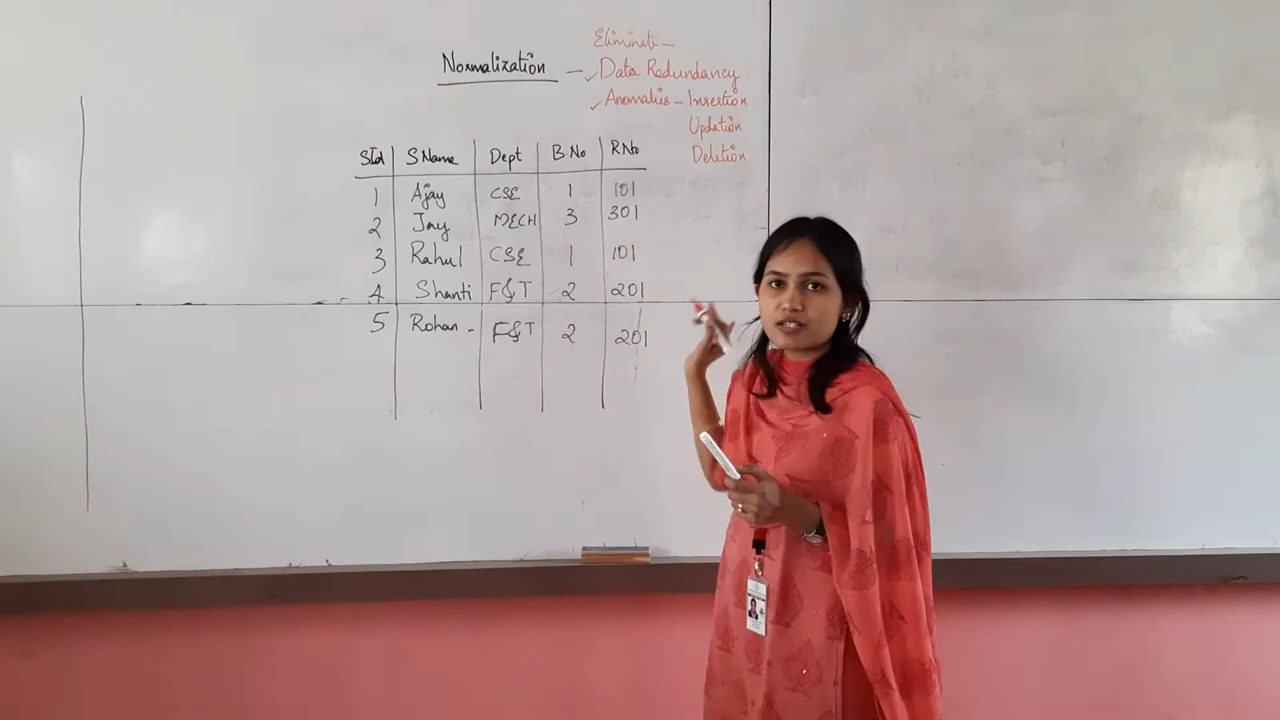 Eliminate-
Normalization - ✓ Data Redundancy
✓ Anomalies - Insertion
Updation
Deletion
SId SName Dept B.No RNo
1 Ajay CSE 1 101
2 Jay MECH 3 301
3 Rahul CSE 1 101
4 Shanti F&T 2 201
5 Rohan - F&T 2 201